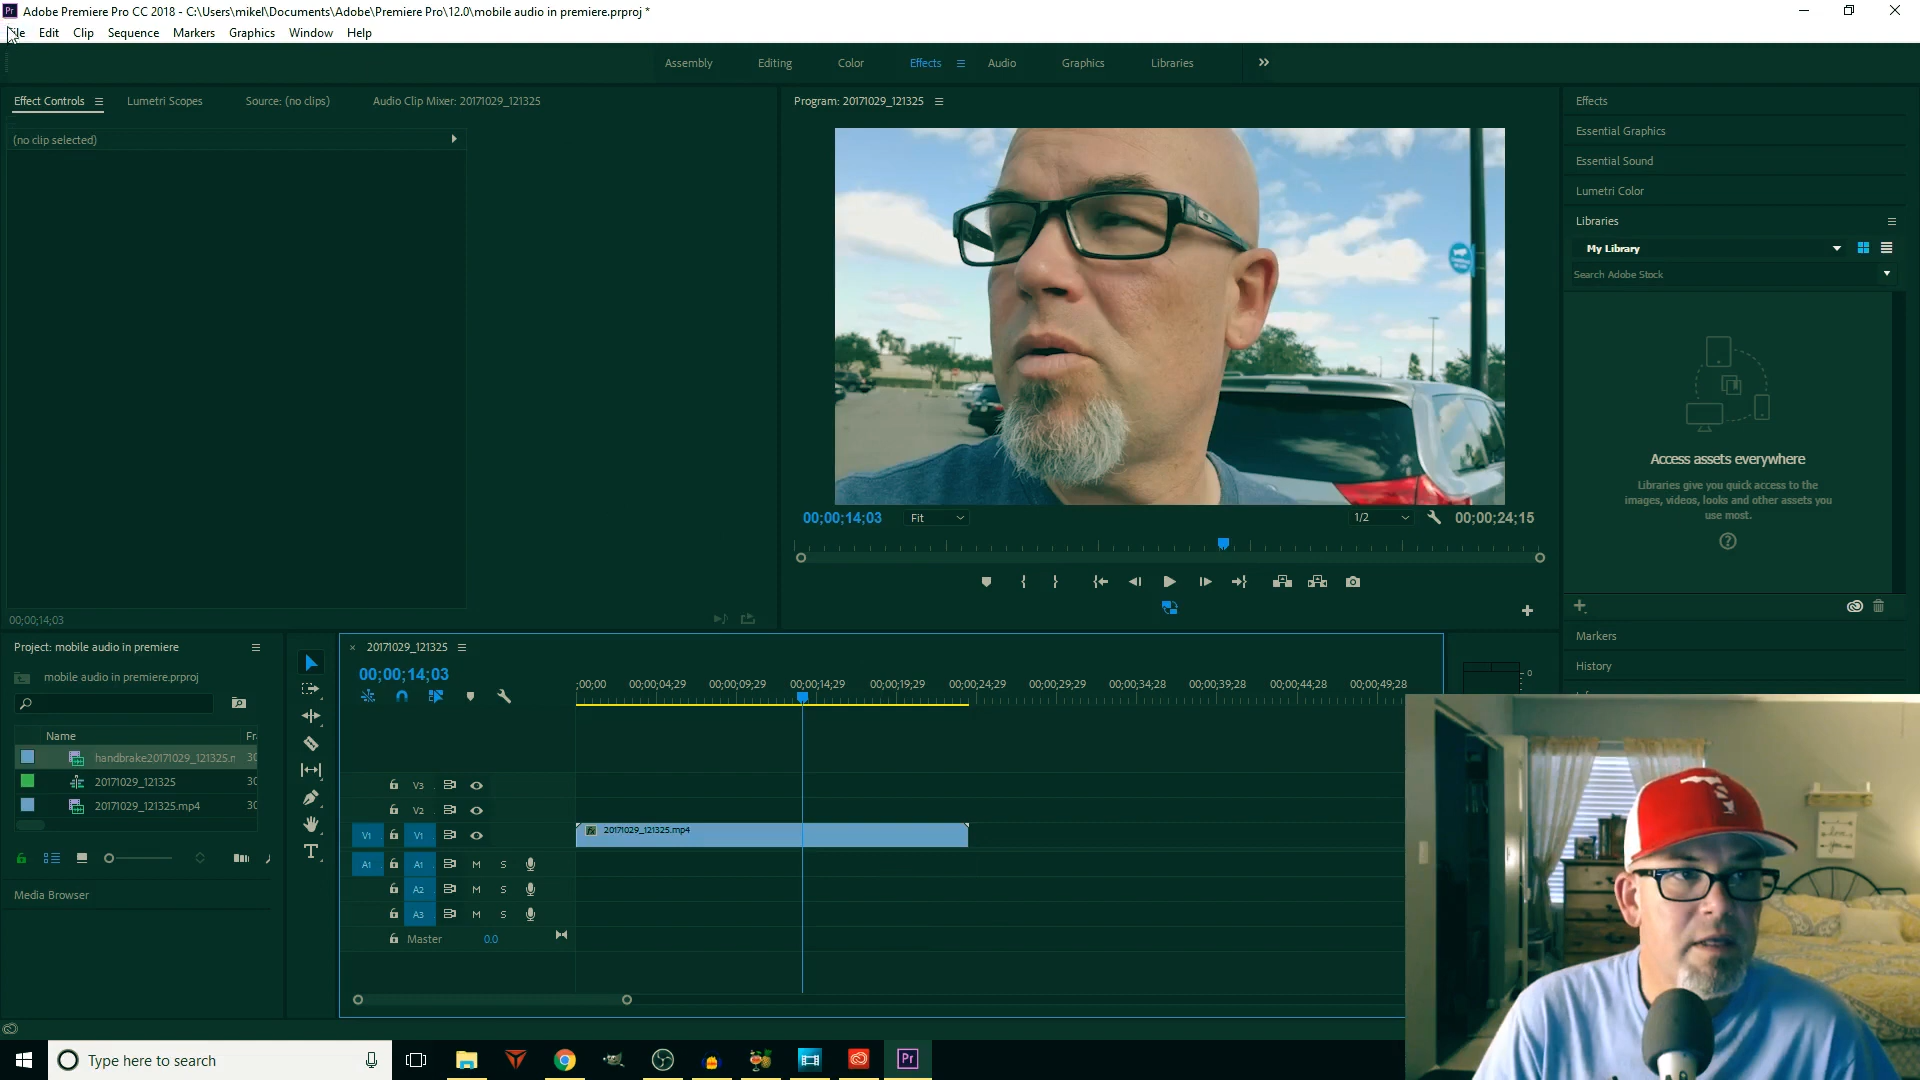 Adobe Premiere Pro CC 2018 - C:\Users\mikel\Documents\Adobe\Premiere Pro\12.0\mobile audio in premiere.prproj *
Edit Clip Sequence Markers Graphics Window Help
Assembly Editing Color Effects Audio Graphics Libraries
Effect Controls Lumetri Scopes Source: (no clips) Audio Clip Mixer: 20171029_121325
(no clip selected)
00;00;14;03
Program: 20171029_121325
00;00;14;03 Fit 1/2 00;00;24;15
Effects
Essential Graphics
Essential Sound
Lumetri Color
Libraries
My Library
Search Adobe Stock
Access assets everywhere
Libraries give you quick access to the
images, videos, looks and other assets you
use most.
Markers
History
Project: mobile audio in premiere
mobile audio in premiere.prproj
Name Fr
handbrake20171029_121325.m 30
20171029_121325 30
20171029_121325.mp4 30
Media Browser
20171029_121325
00;00;14;03
;00;00 00;00;04;29 00;00;09;29 00;00;14;29 00;00;19;29 00;00;24;29 00;00;29;29 00;00;34;28 00;00;39;28 00;00;44;28 00;00;49;28
0
V3
V2
V1 V1 20171029_121325.mp4
A1 A1 M S
A2 M S
A3 M S
Master 0.0
Type here to search
Pr